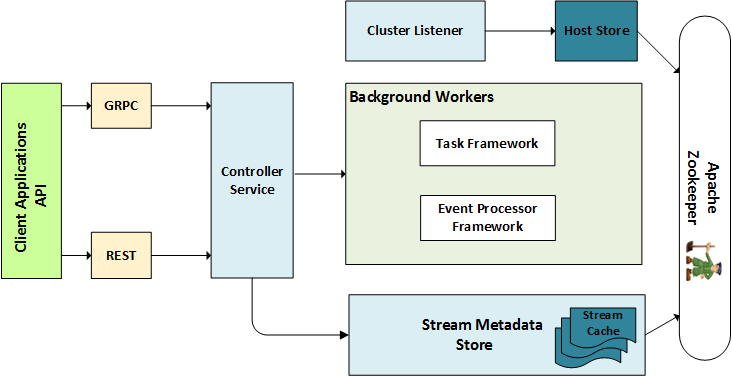 Cluster Listener
Host Store
Background Workers
GRPC
Task Framework
Client Applications
API
Controller
Service
Apache
Zookeeper
Event Processor
Framework
REST
Stream Metadata
Store
Stream
Cache